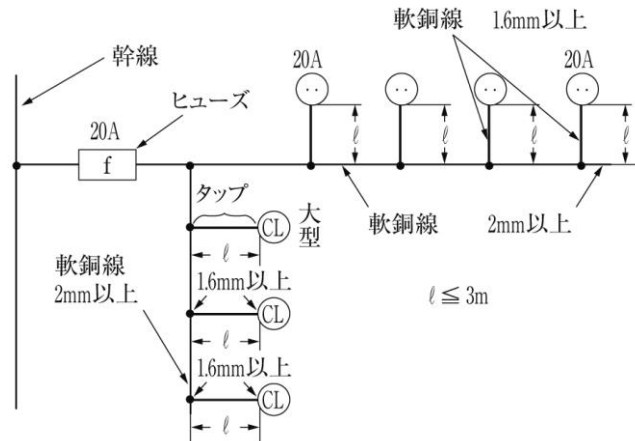 軟銅線
1.6mm以上
幹線
20A
20A
ヒューズ
20A
f
ℓ
ℓ
ℓ
ℓ
タップ
CL
大型
軟銅線
2mm以上
ℓ
軟銅線
2mm以上
1.6mm以上
CL
ℓ
ℓ ≦ 3m
1.6mm以上
CL
ℓ